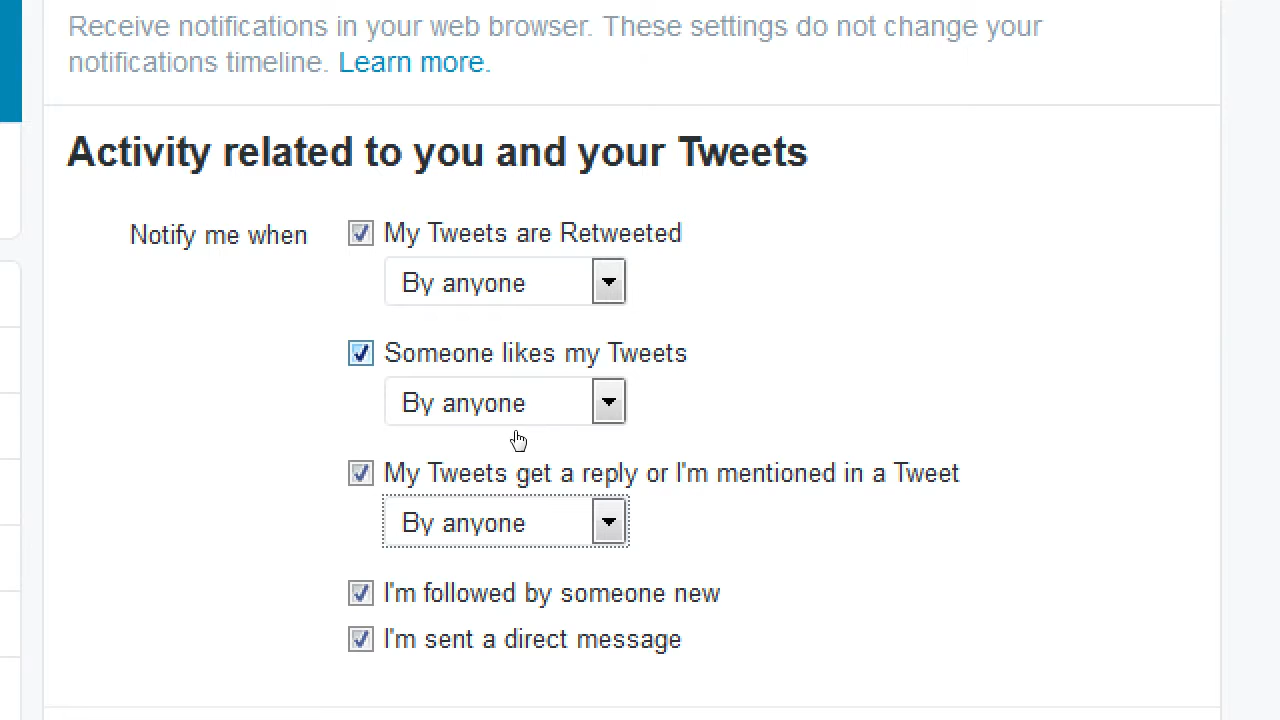 Receive notifications in your web browser. These settings do not change your
notifications timeline. Learn more.
Activity related to you and your Tweets
Notify me when
My Tweets are Retweeted
By anyone
Someone likes my Tweets
By anyone
My Tweets get a reply or I'm mentioned in a Tweet
By anyone
I'm followed by someone new
I'm sent a direct message